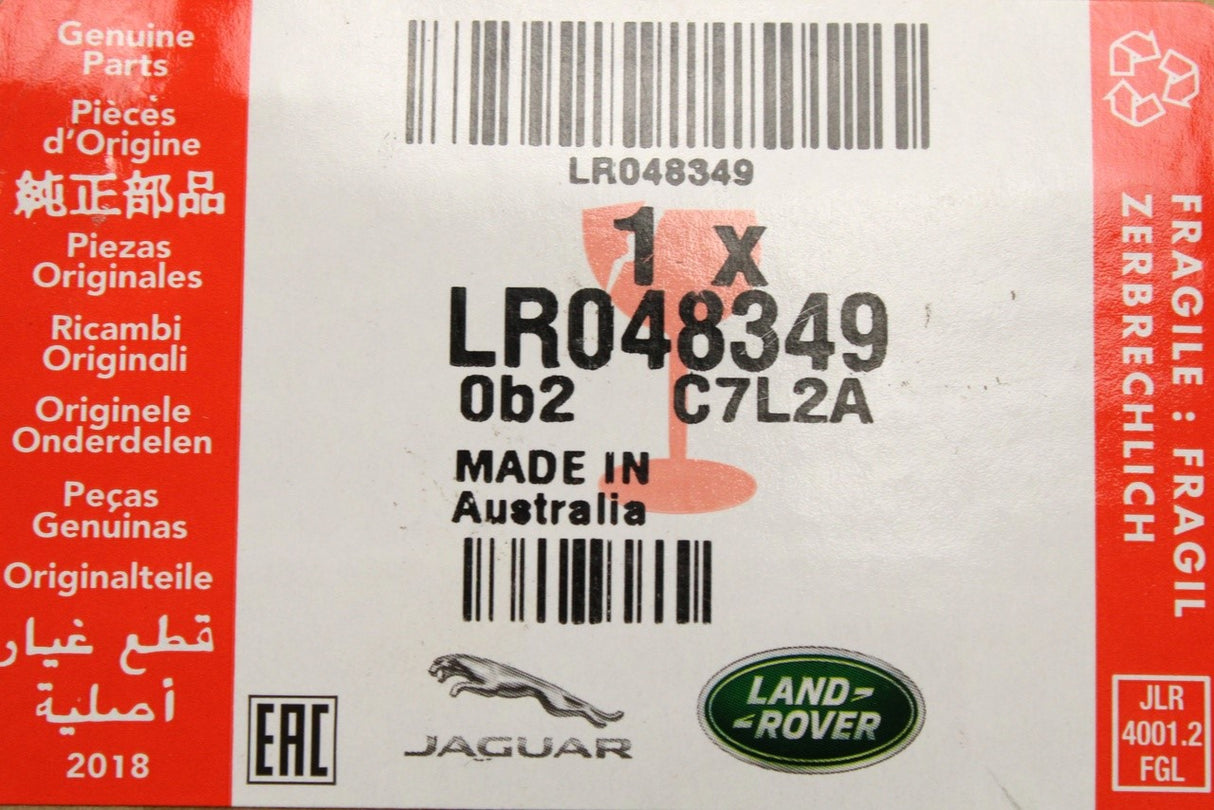 Genuine
Parts
Pièces
d'Origine
純正部品
Piezas
Originales
Ricambi
Originali
Originele
Onderdelen
Peças
Genuinas
Originalteile
قطع غيار
أصلية
2018
LR048349
1 x
LR048349
0b2 C7L2A
MADE IN
Australia
EAC
JAGUAR
LAND-
-ROVER
FRAGILE : FRAGIL
ZERBRECHLICH
JLR
4001.2
FGL